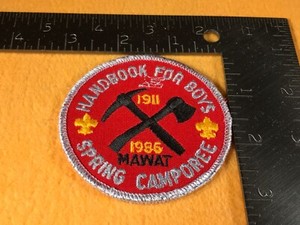 HANDBOOK FOR BOYS
1911
1986
MAWAT
SPRING CAMPOREE